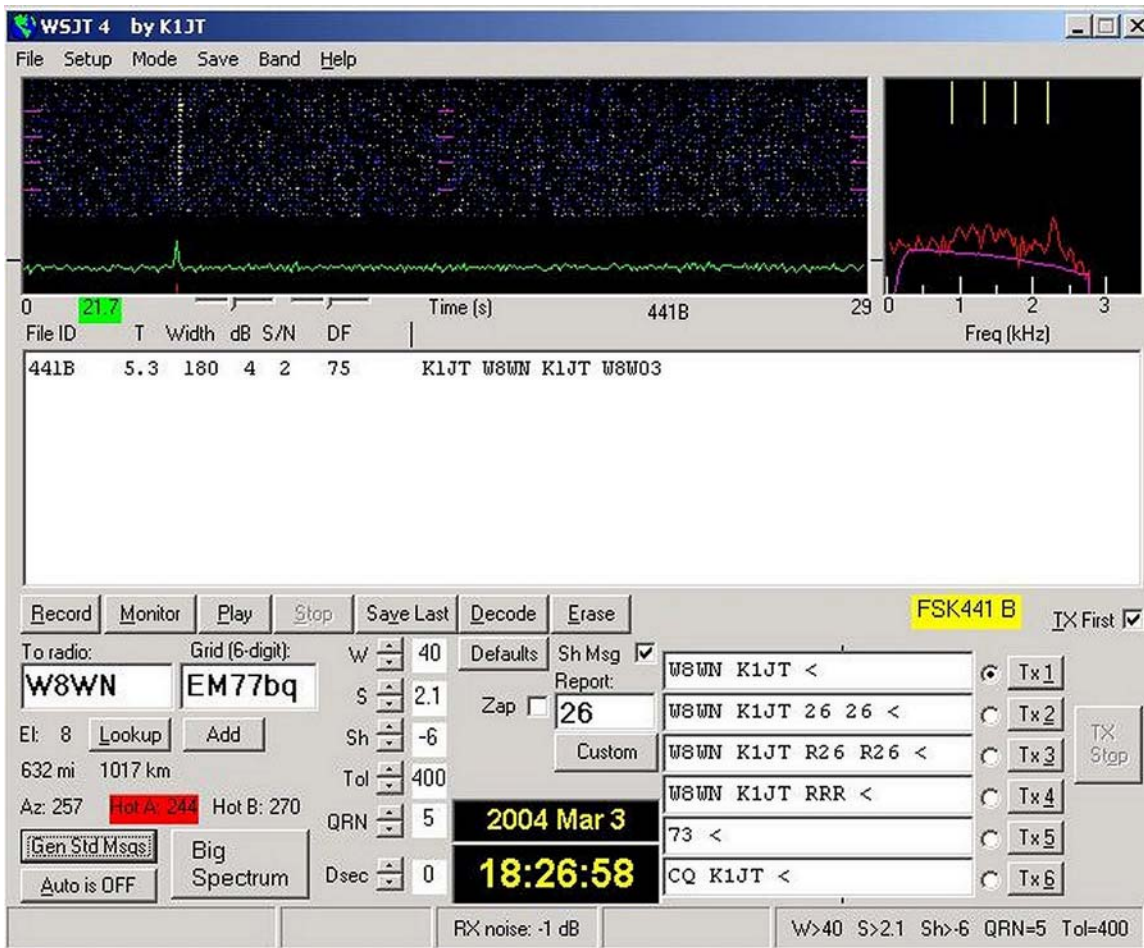 WSJT 4 by K1JT
File Setup Mode Save Band Help
0 21.7 Time (s) 441B 29 0 1 2 3
File ID T Width dB S/N DF Freq (kHz)
441B 5.3 180 4 2 75 K1JT W8WN K1JT W8W03
Record Monitor Play Stop Save Last Decode Erase FSK441 B TX First
To radio: Grid (6-digit): W 40 Defaults Sh Msg
W8WN EM77bq S 2.1 Zap Report: 26
W8WN K1JT < Tx1
W8WN K1JT 26 26 < Tx2
El: 8 Lookup Add Sh -6 Custom W8WN K1JT R26 R26 < Tx3 TX Stop
632 mi 1017 km Tol 400 W8WN K1JT RRR < Tx4
Az: 257 Hot A: 244 Hot B: 270 QRN 5 2004 Mar 3 73 < Tx5
Gen Std Msgs Big Spectrum
Auto is OFF Dsec 0 18:26:58 CQ K1JT < Tx6
RX noise: -1 dB W>40 S>2.1 Sh>-6 QRN=5 Tol=400